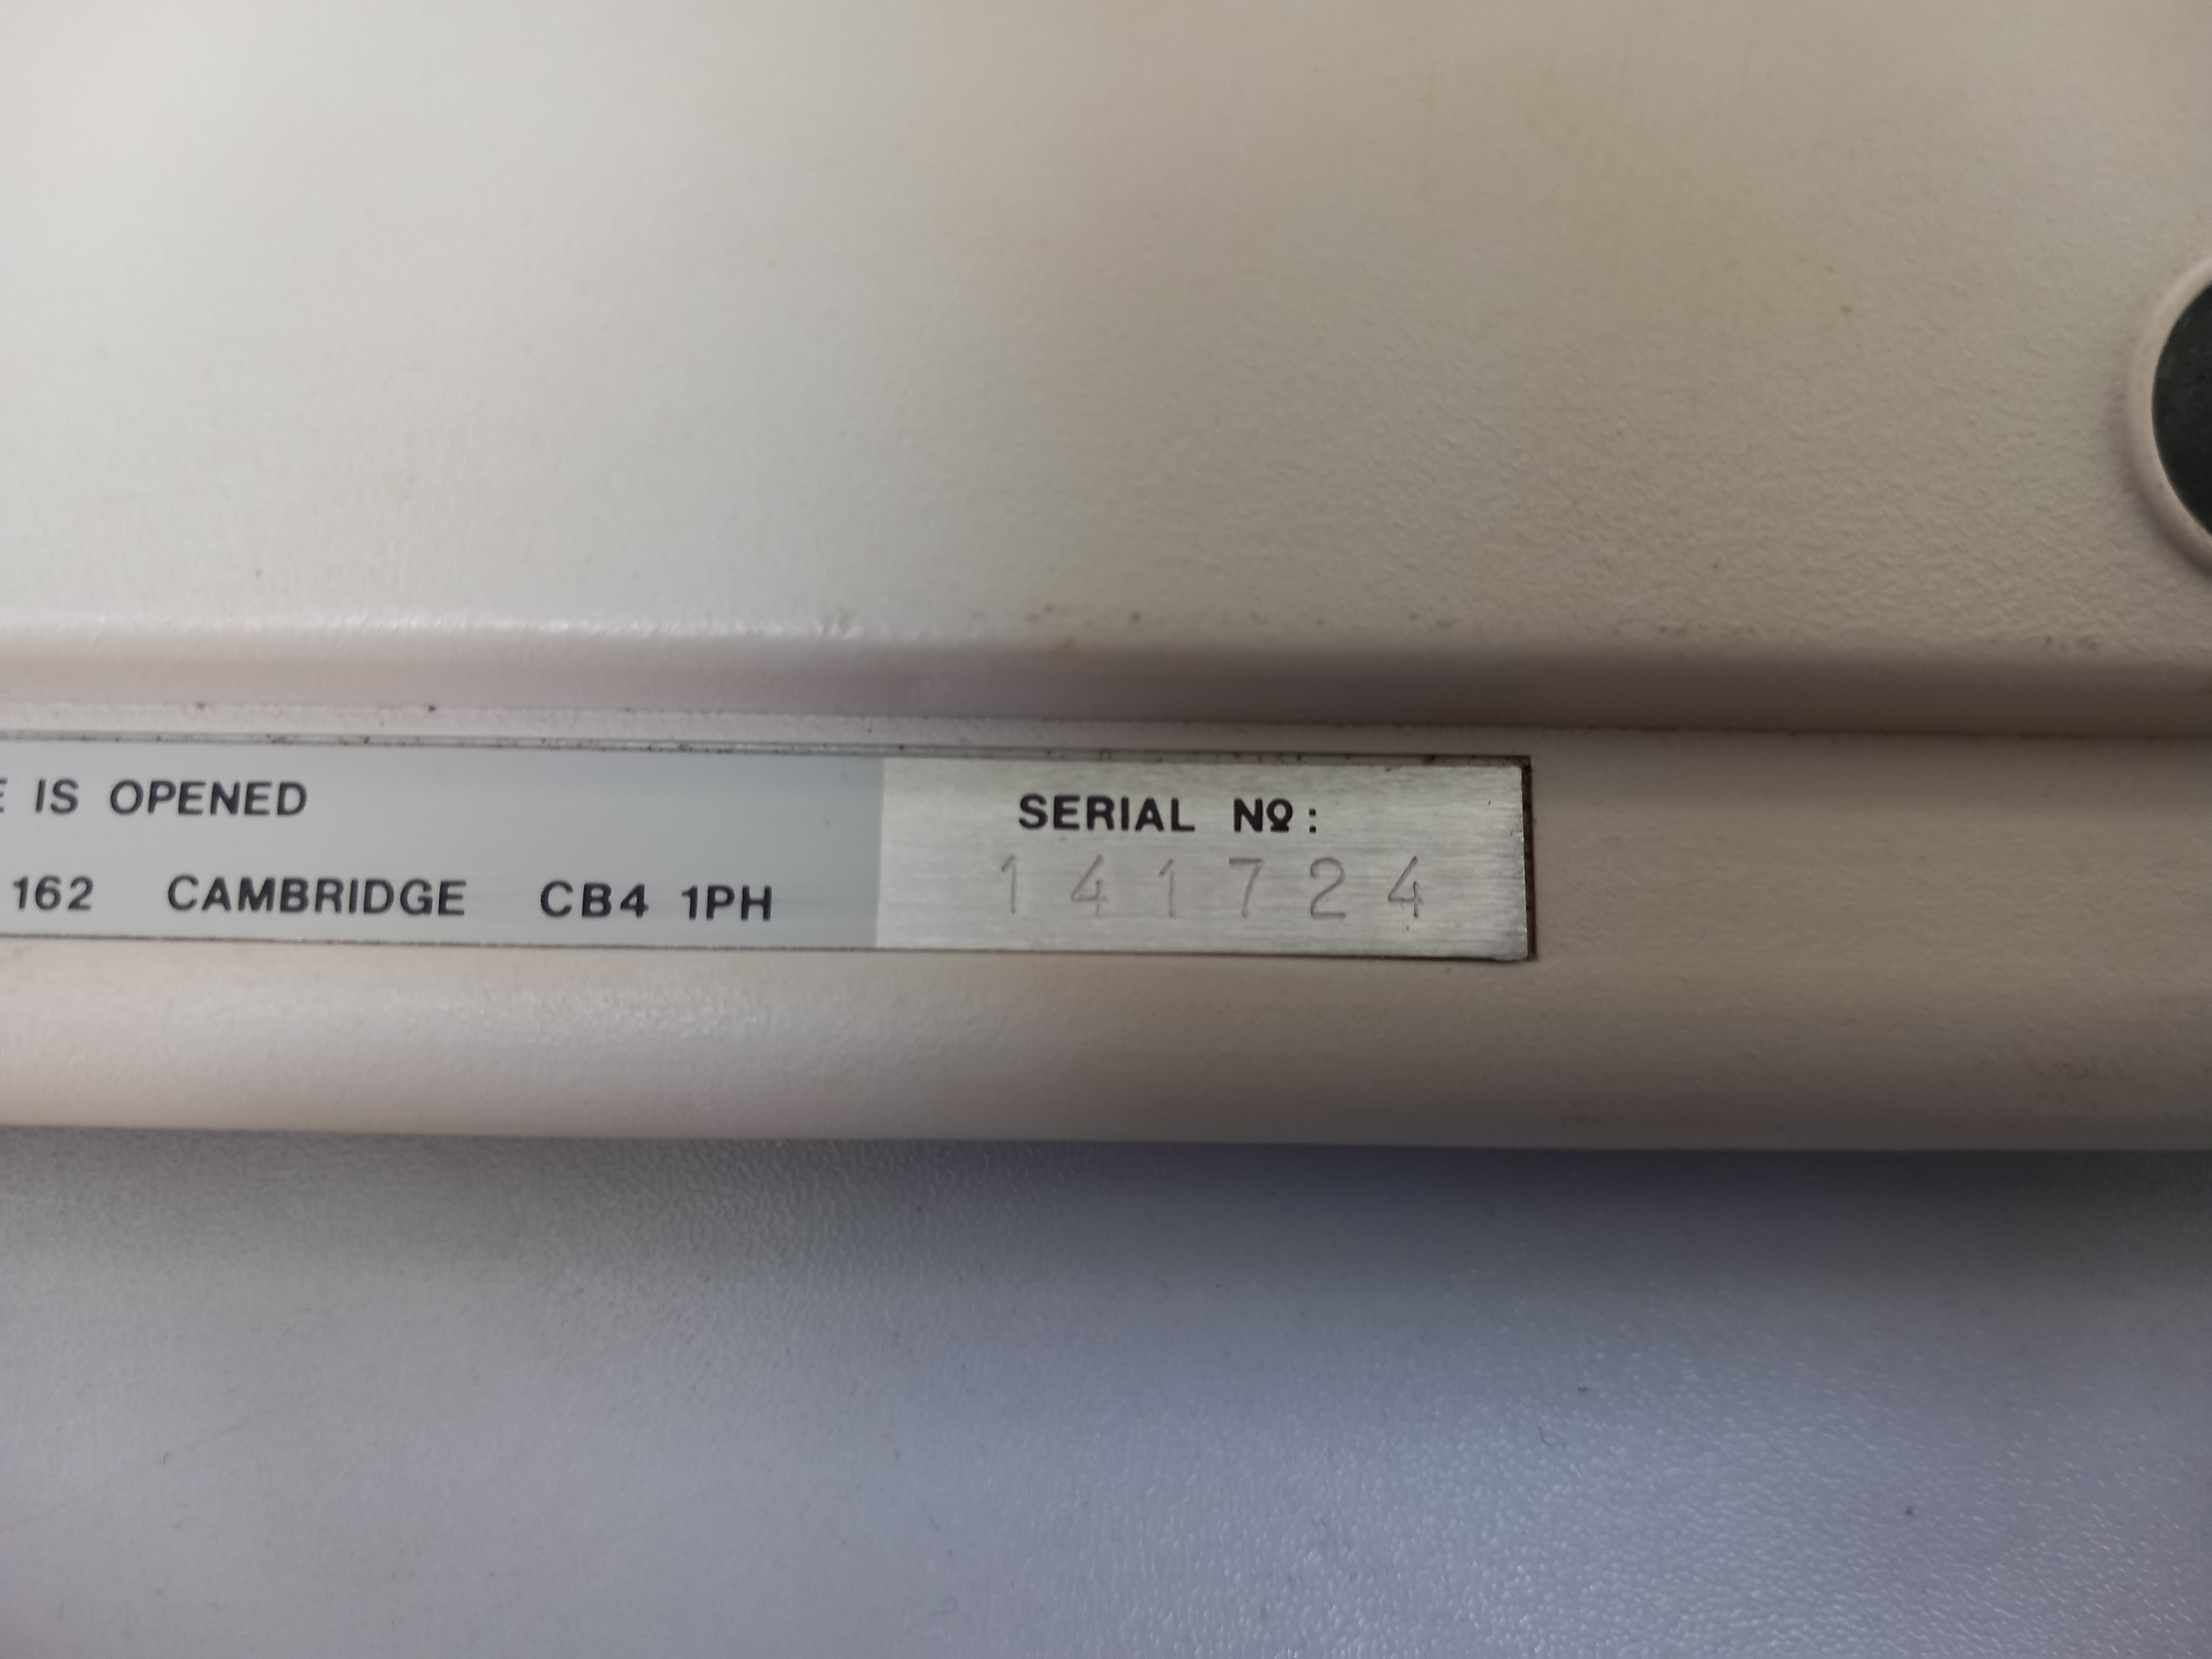 IS OPENED
162 CAMBRIDGE CB4 1PH
SERIAL Nº:
141724